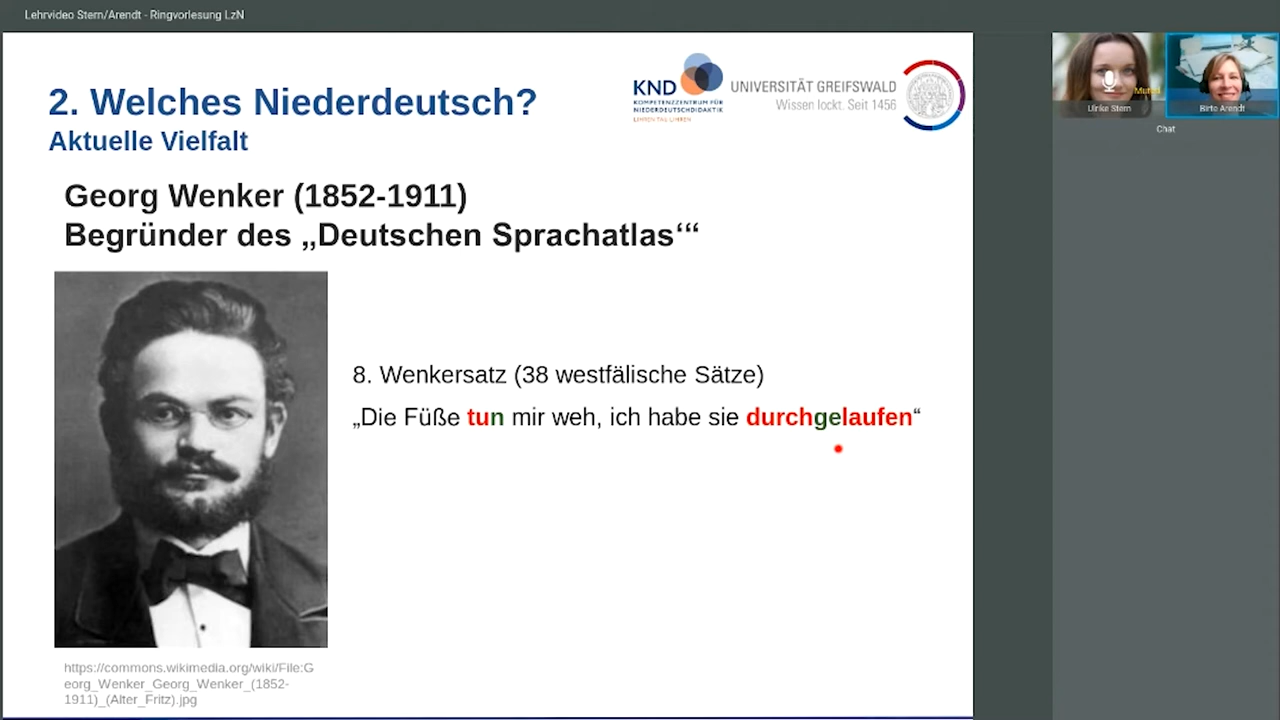 Lehrvideo Stern/Arendt - Ringvorlesung LzN
2. Welches Niederdeutsch?
Aktuelle Vielfalt
KND
KOMPETENZZENTRUM FÜR
NIEDERDEUTSCHDIDAKTIK
UNIVERSITÄT GREIFSWALD
Wissen lockt. Seit 1456
Georg Wenker (1852-1911)
Begründer des „Deutschen Sprachatlas‘“
8. Wenkersatz (38 westfälische Sätze)
„Die Füße tun mir weh, ich habe sie durchgelaufen“
https://commons.wikimedia.org/wiki/File:G
eorg_Wenker_Georg_Wenker_(1852-
1911)_(Alter_Fritz).jpg
Ulrike Stern
Birte Arendt
Chat